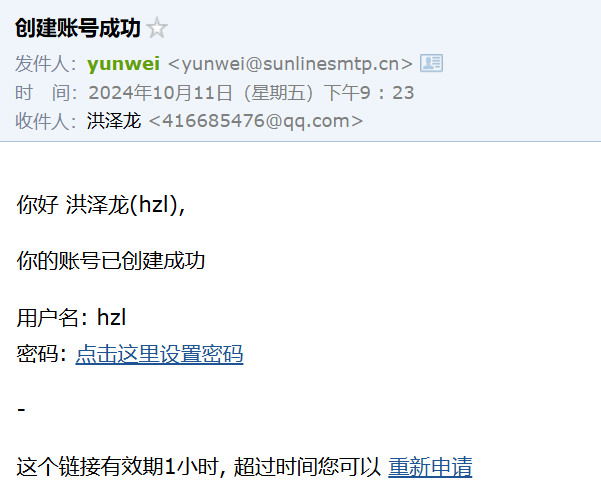 创建账号成功
发件人：yunwei <yunwei@sunlinesmtp.cn>
时　间：2024年10月11日（星期五）下午9：23
收件人：洪泽龙 <416685476@qq.com>
你好 洪泽龙(hzl),
你的账号已创建成功
用户名: hzl
密码: 点击这里设置密码
-
这个链接有效期1小时, 超过时间您可以 重新申请